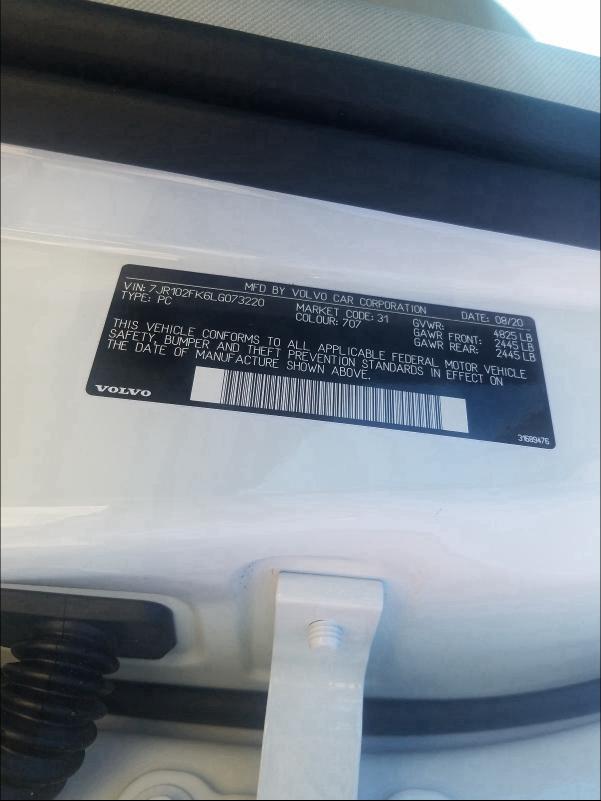 MFD BY VOLVO CAR CORPORATION
VIN: 7JR102FK6LG073220 MARKET CODE: 31 DATE: 08/20
TYPE: PC COLOUR: 707 GVWR: 4825 LB
GAWR FRONT: 2445 LB
GAWR REAR: 2445 LB
THIS VEHICLE CONFORMS TO ALL APPLICABLE FEDERAL MOTOR VEHICLE
SAFETY, BUMPER AND THEFT PREVENTION STANDARDS IN EFFECT ON
THE DATE OF MANUFACTURE SHOWN ABOVE.
VOLVO
31689476